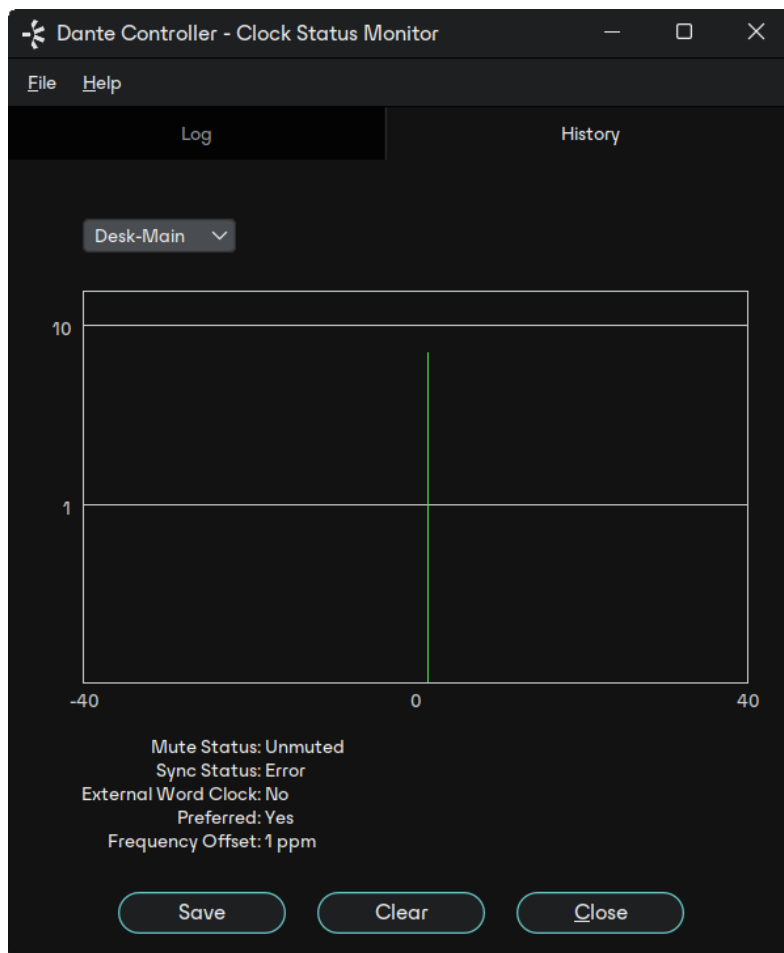 Dante Controller - Clock Status Monitor
File Help
Log History
Desk-Main
10
1
-40 0 40
Mute Status: Unmuted
Sync Status: Error
External Word Clock: No
Preferred: Yes
Frequency Offset: 1 ppm
Save Clear Close